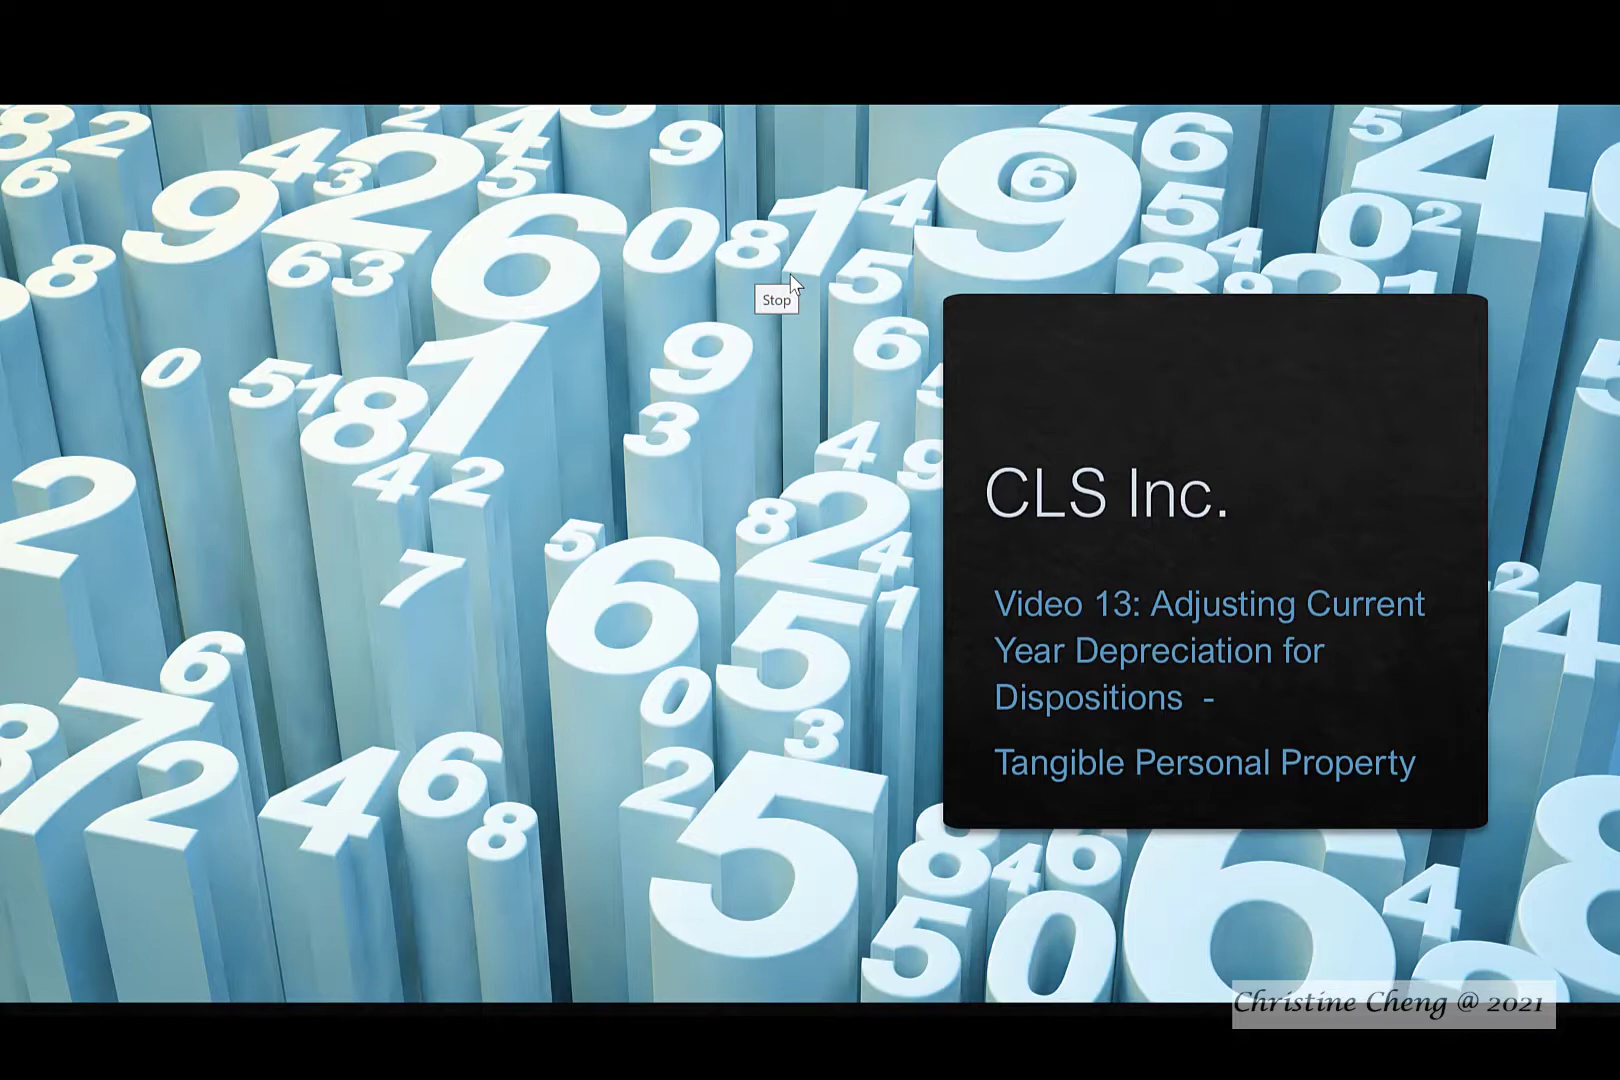 Stop
CLS Inc.
Video 13: Adjusting Current
Year Depreciation for
Dispositions -
Tangible Personal Property
Christine Cheng @ 2021